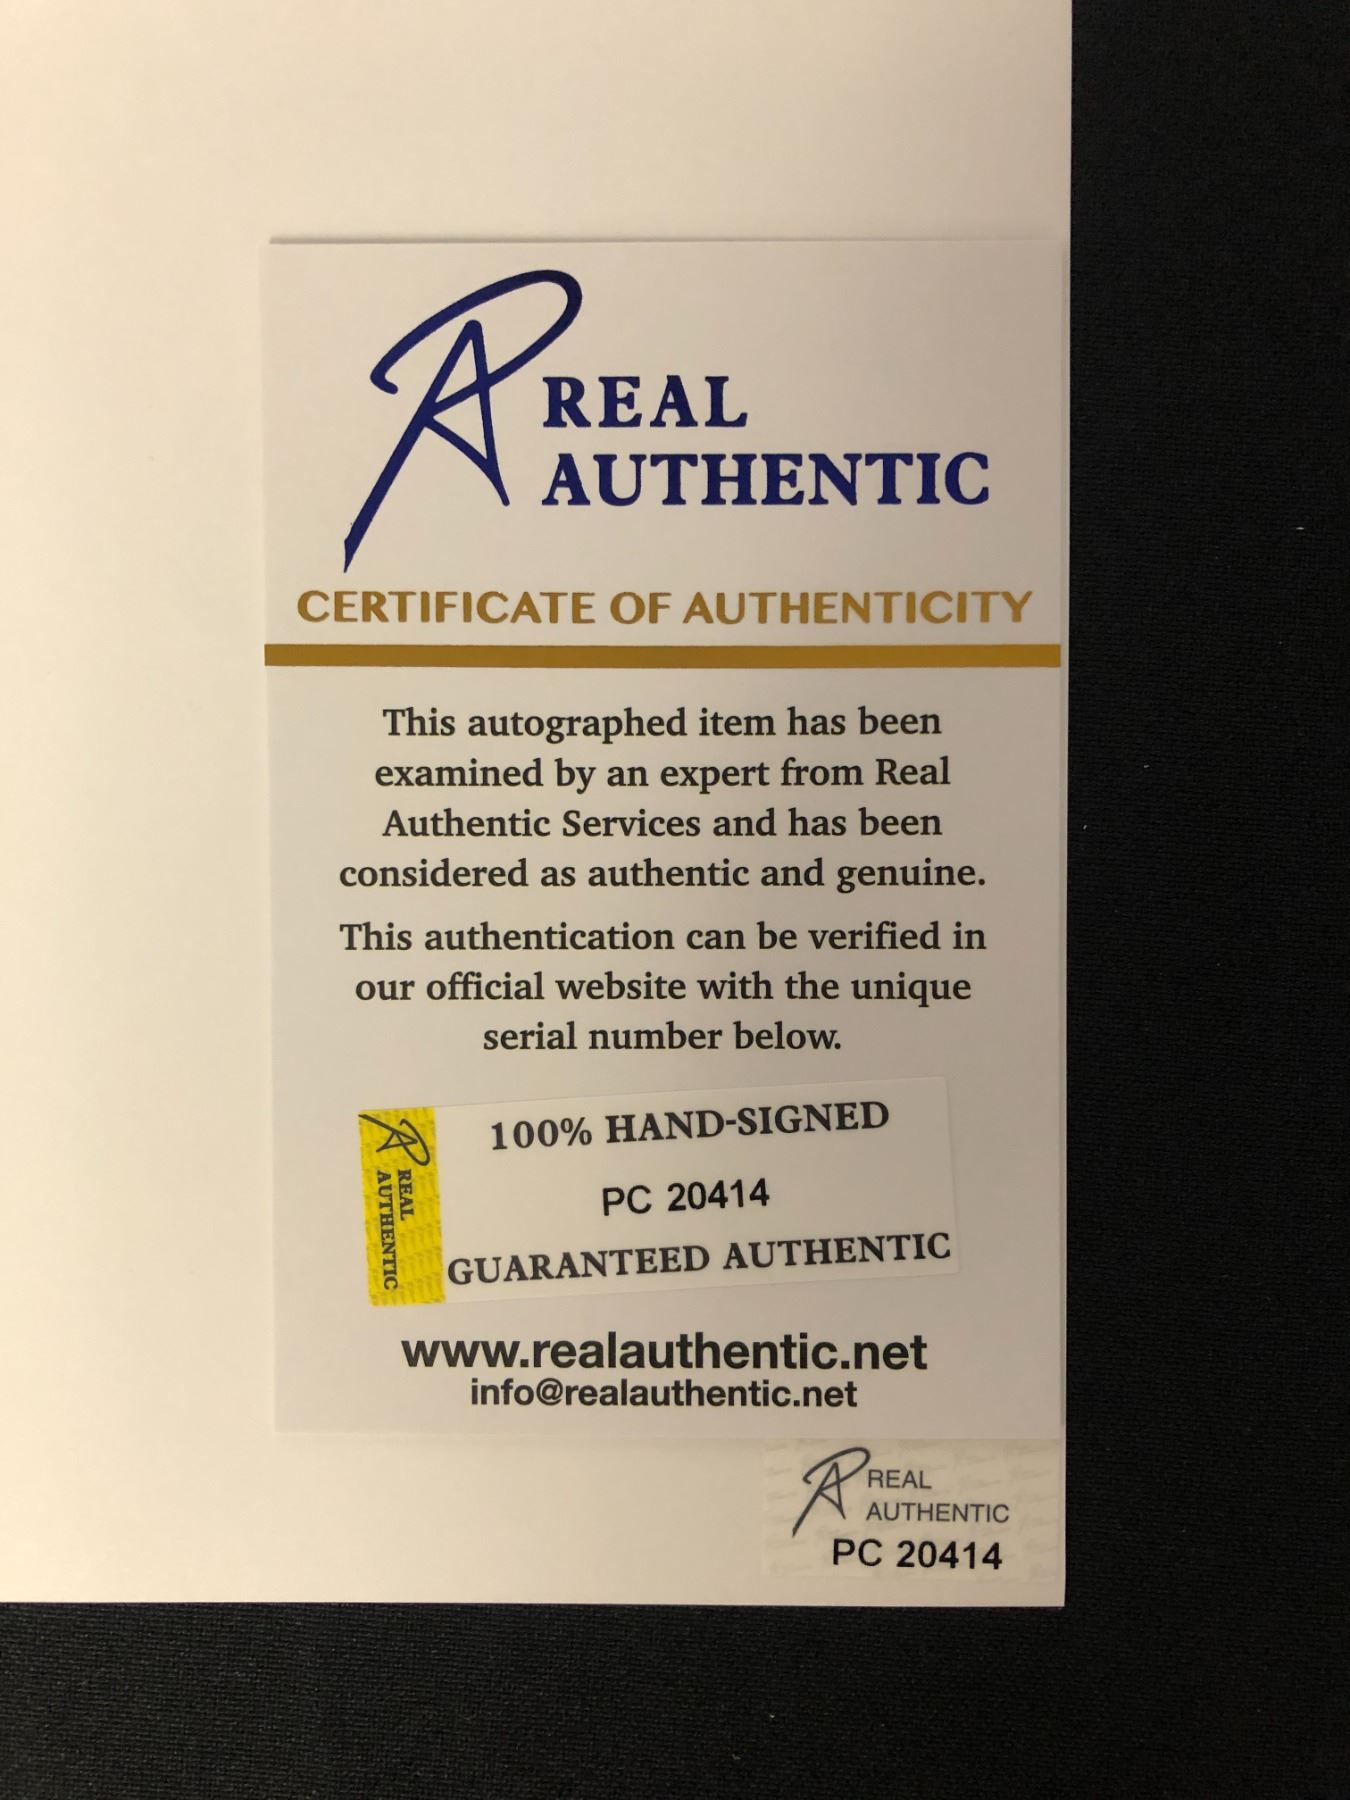 REAL
AUTHENTIC
CERTIFICATE OF AUTHENTICITY
This autographed item has been
examined by an expert from Real
Authentic Services and has been
considered as authentic and genuine.
This authentication can be verified in
our official website with the unique
serial number below.
REAL
AUTHENTIC
100% HAND-SIGNED
PC 20414
GUARANTEED AUTHENTIC
www.realauthentic.net
info@realauthentic.net
REAL
AUTHENTIC
PC 20414